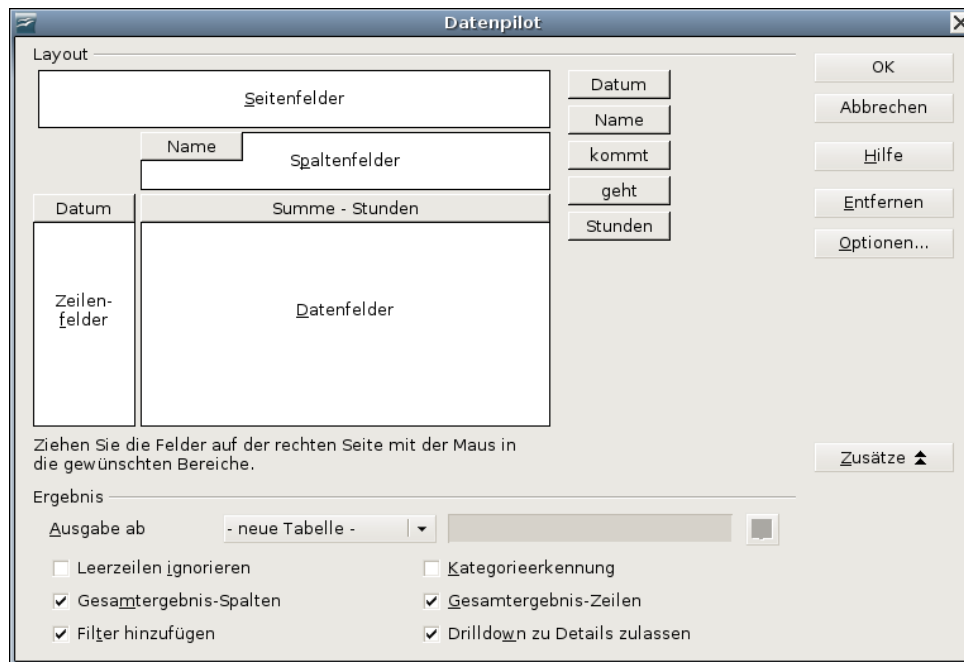 Datenpilot
Layout
Seitenfelder
Name
Spaltenfelder
Datum
Summe - Stunden
Zeilen-
felder
Datenfelder
Datum
Name
kommt
geht
Stunden
OK
Abbrechen
Hilfe
Entfernen
Optionen...
Ziehen Sie die Felder auf der rechten Seite mit der Maus in
die gewünschten Bereiche.
Zusätze
Ergebnis
Ausgabe ab
- neue Tabelle -
Leerzeilen ignorieren
Kategorieerkennung
Gesamtergebnis-Spalten
Gesamtergebnis-Zeilen
Filter hinzufügen
Drilldown zu Details zulassen